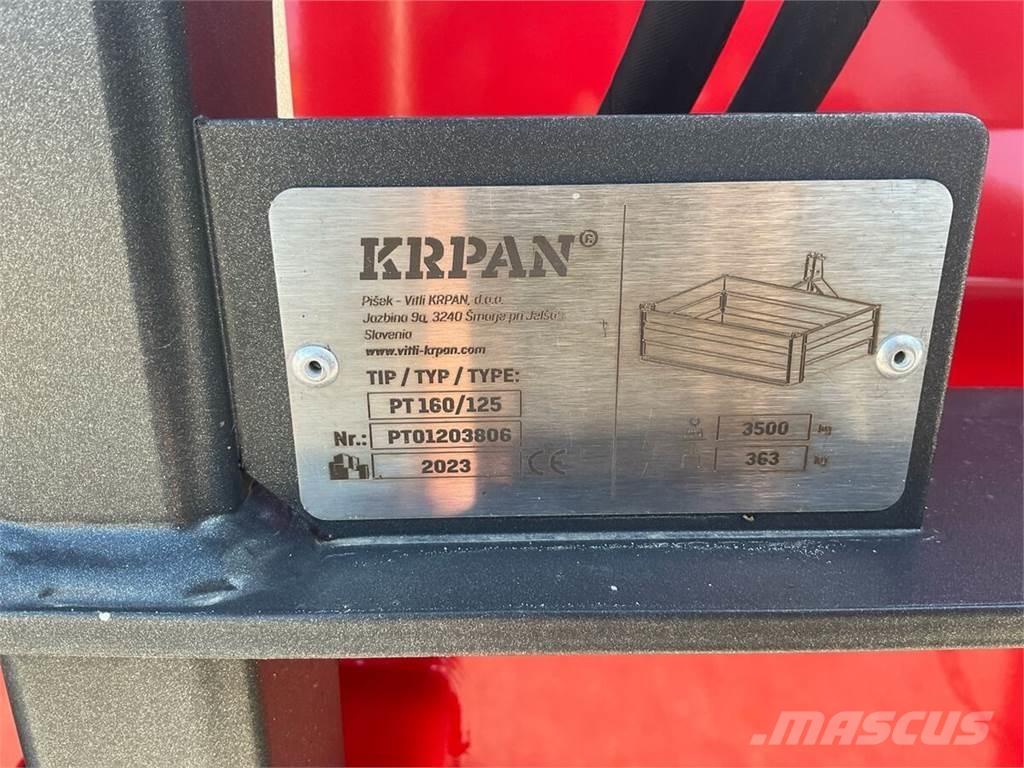 KRPAN®
Pišek - Vitli KRPAN, d.o.o.
Jazbina 9a, 3240 Šmarje pri Jelšah
Slovenia
www.vitli-krpan.com
TIP / TYP / TYPE:
PT 160/125
Nr.: PT01203806
2023 CE
3500 kg
363 kg
MASCUS